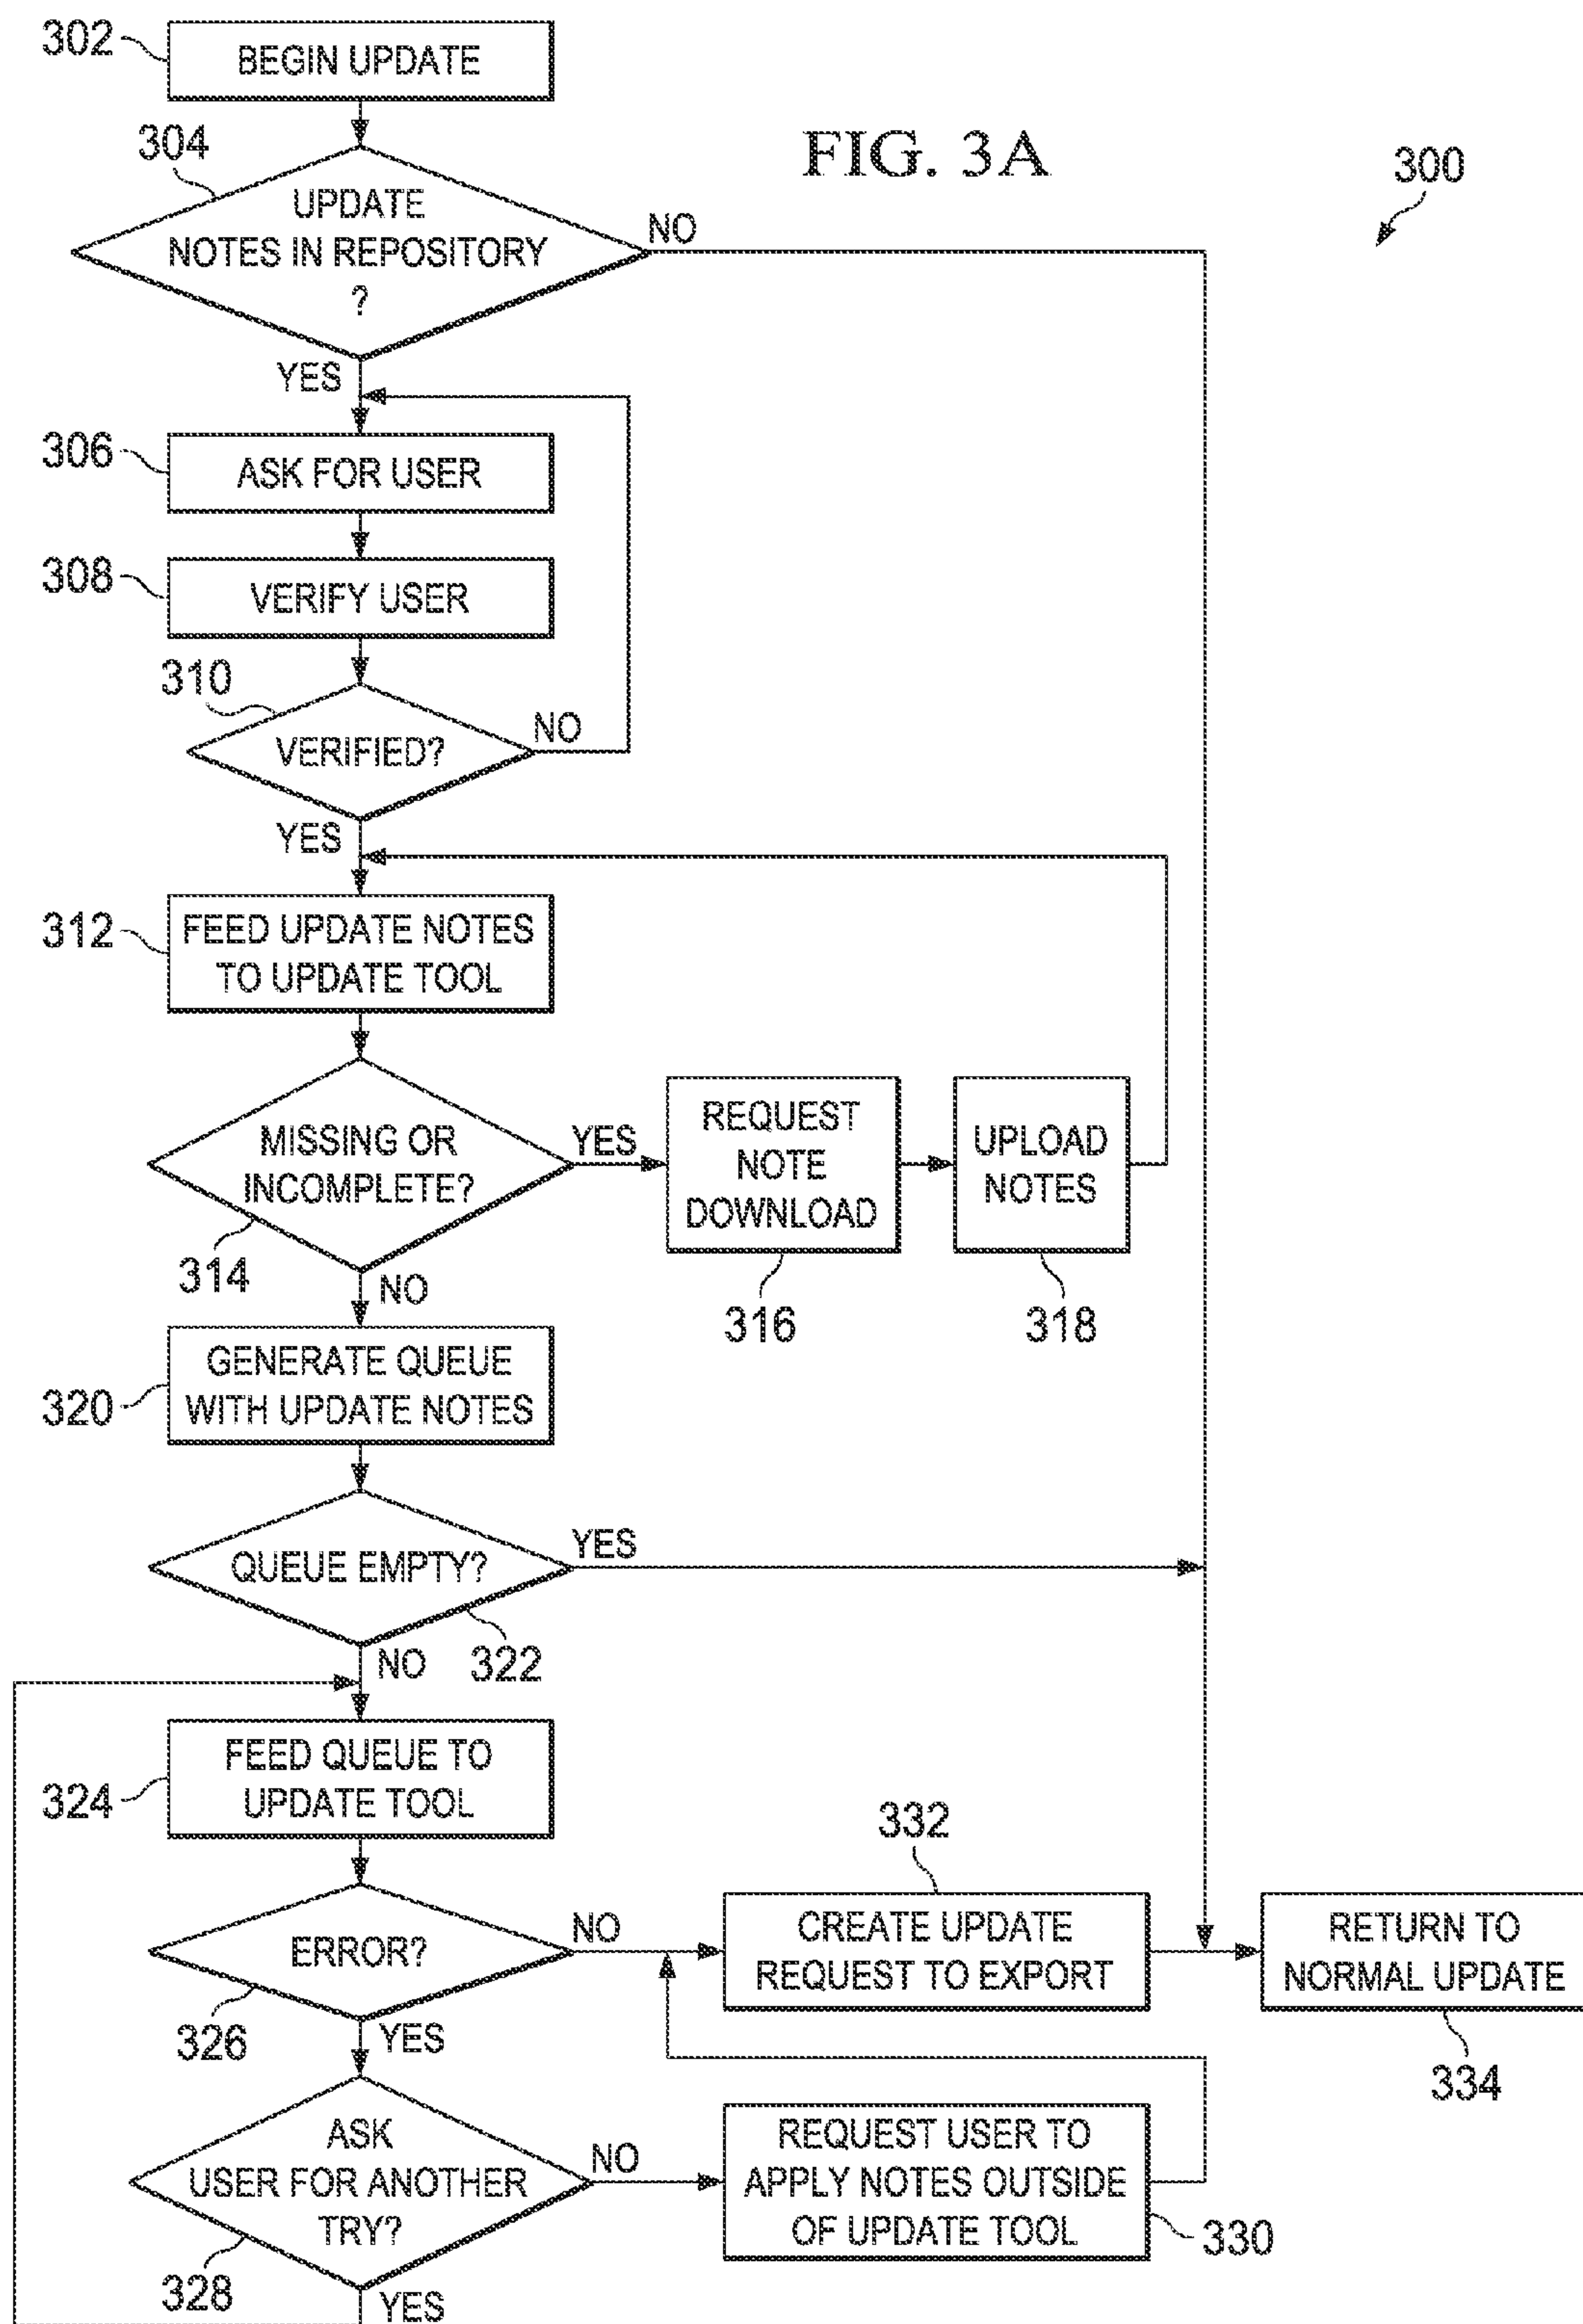 302
BEGIN UPDATE
FIG. 3A
300
304
UPDATE
NOTES IN REPOSITORY
?
NO
YES
306
ASK FOR USER
308
VERIFY USER
310
VERIFIED?
NO
YES
312
FEED UPDATE NOTES
TO UPDATE TOOL
MISSING OR
INCOMPLETE?
YES
314
NO
REQUEST
NOTE
DOWNLOAD
316
UPLOAD
NOTES
318
320
GENERATE QUEUE
WITH UPDATE NOTES
QUEUE EMPTY?
YES
322
NO
324
FEED QUEUE TO
UPDATE TOOL
ERROR?
NO
326
YES
332
CREATE UPDATE
REQUEST TO EXPORT
RETURN TO
NORMAL UPDATE
334
ASK
USER FOR ANOTHER
TRY?
NO
328
YES
REQUEST USER TO
APPLY NOTES OUTSIDE
OF UPDATE TOOL
330